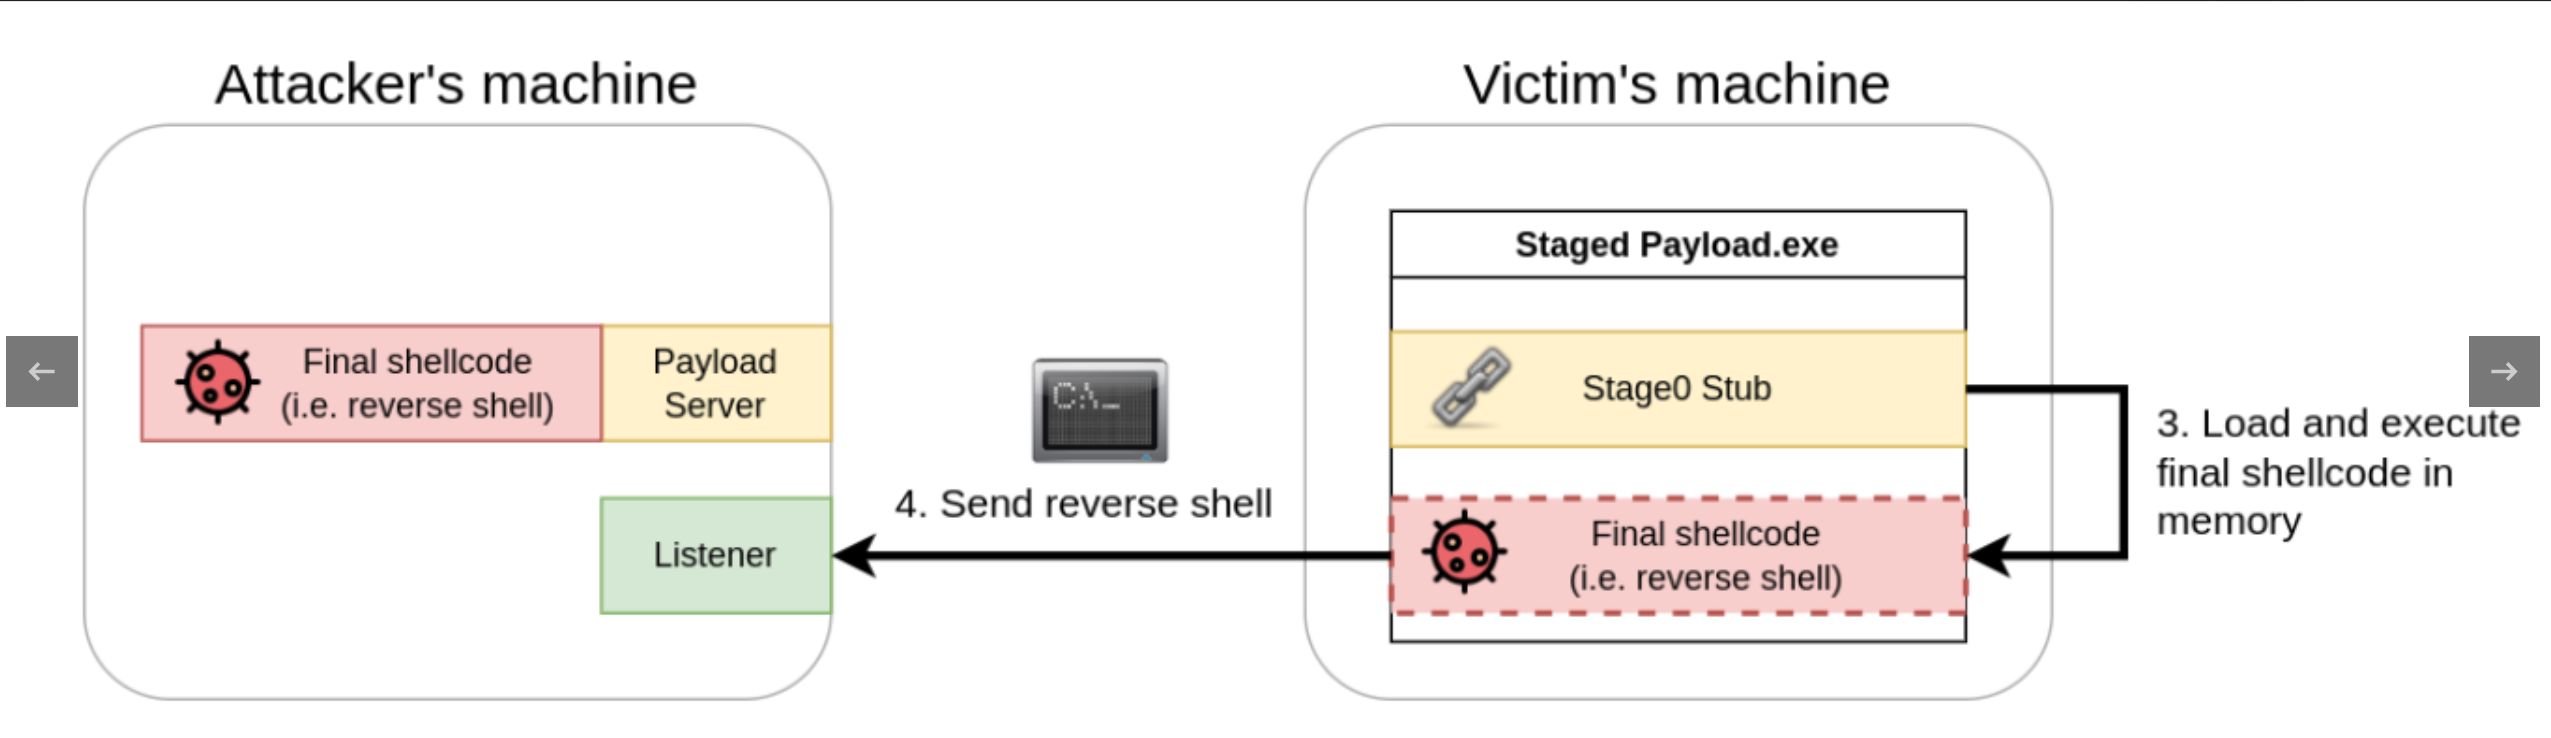 Attacker's machine
Victim's machine
Final shellcode
(i.e. reverse shell)
Payload
Server
Listener
C:\_
4. Send reverse shell
Staged Payload.exe
Stage0 Stub
Final shellcode
(i.e. reverse shell)
3. Load and execute
final shellcode in
memory